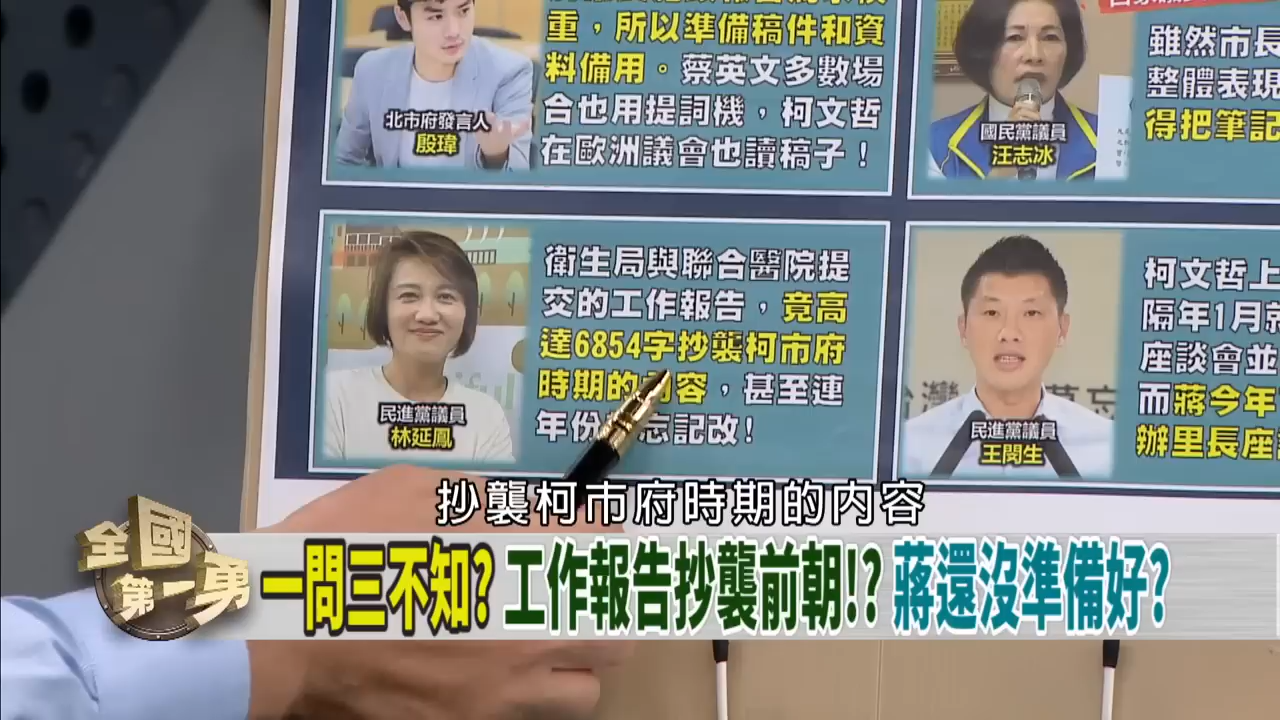 重，所以準備稿件和資
料備用。蔡英文多數場
合也用提詞機，柯文哲
在歐洲議會也讀稿子！
北市府發言人
殷瑋
雖然市長
整體表現
得把筆記
國民黨議員
汪志冰
衛生局與聯合醫院提
交的工作報告，竟高
達6854字抄襲柯市府
時期的內容，甚至連
年份 忘記改！
民進黨議員
林延鳳
柯文哲上
隔年1月就
座談會並
而蔣今年
辦里長座
民進黨議員
王閔生
抄襲柯市府時期的內容
全國第一勇
一問三不知? 工作報告抄襲前朝!? 蔣還沒準備好?